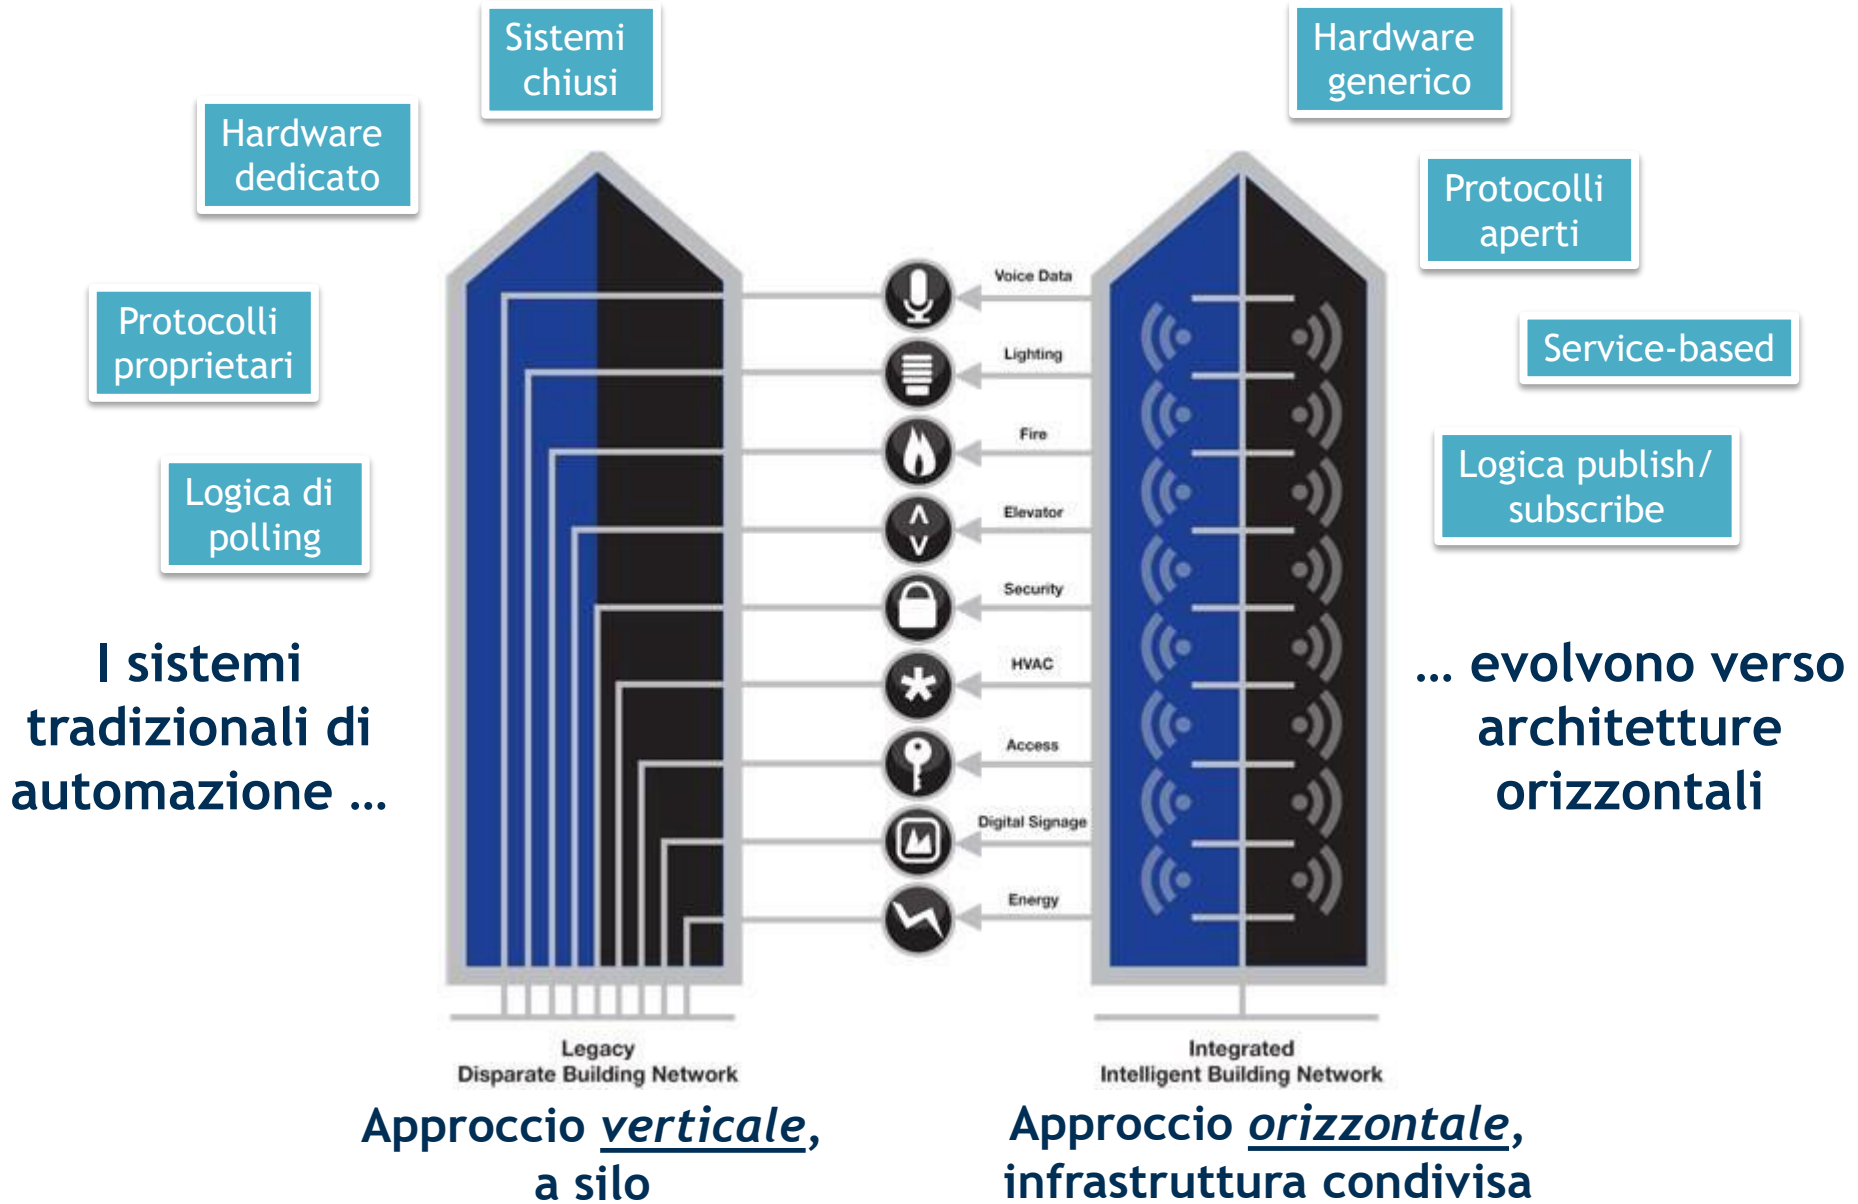 Sistemi
chiusi
Hardware
generico
Hardware
dedicato
Protocolli
aperti
Protocolli
proprietari
Service-based
Logica di
polling
Logica publish/
subscribe
Voice Data
Lighting
Fire
Elevator
Security
HVAC
Access
Digital Signage
Energy
I sistemi
tradizionali di
automazione ...
... evolvono verso
architetture
orizzontali
Legacy
Disparate Building Network
Integrated
Intelligent Building Network
Approccio verticale,
a silo
Approccio orizzontale,
infrastruttura condivisa